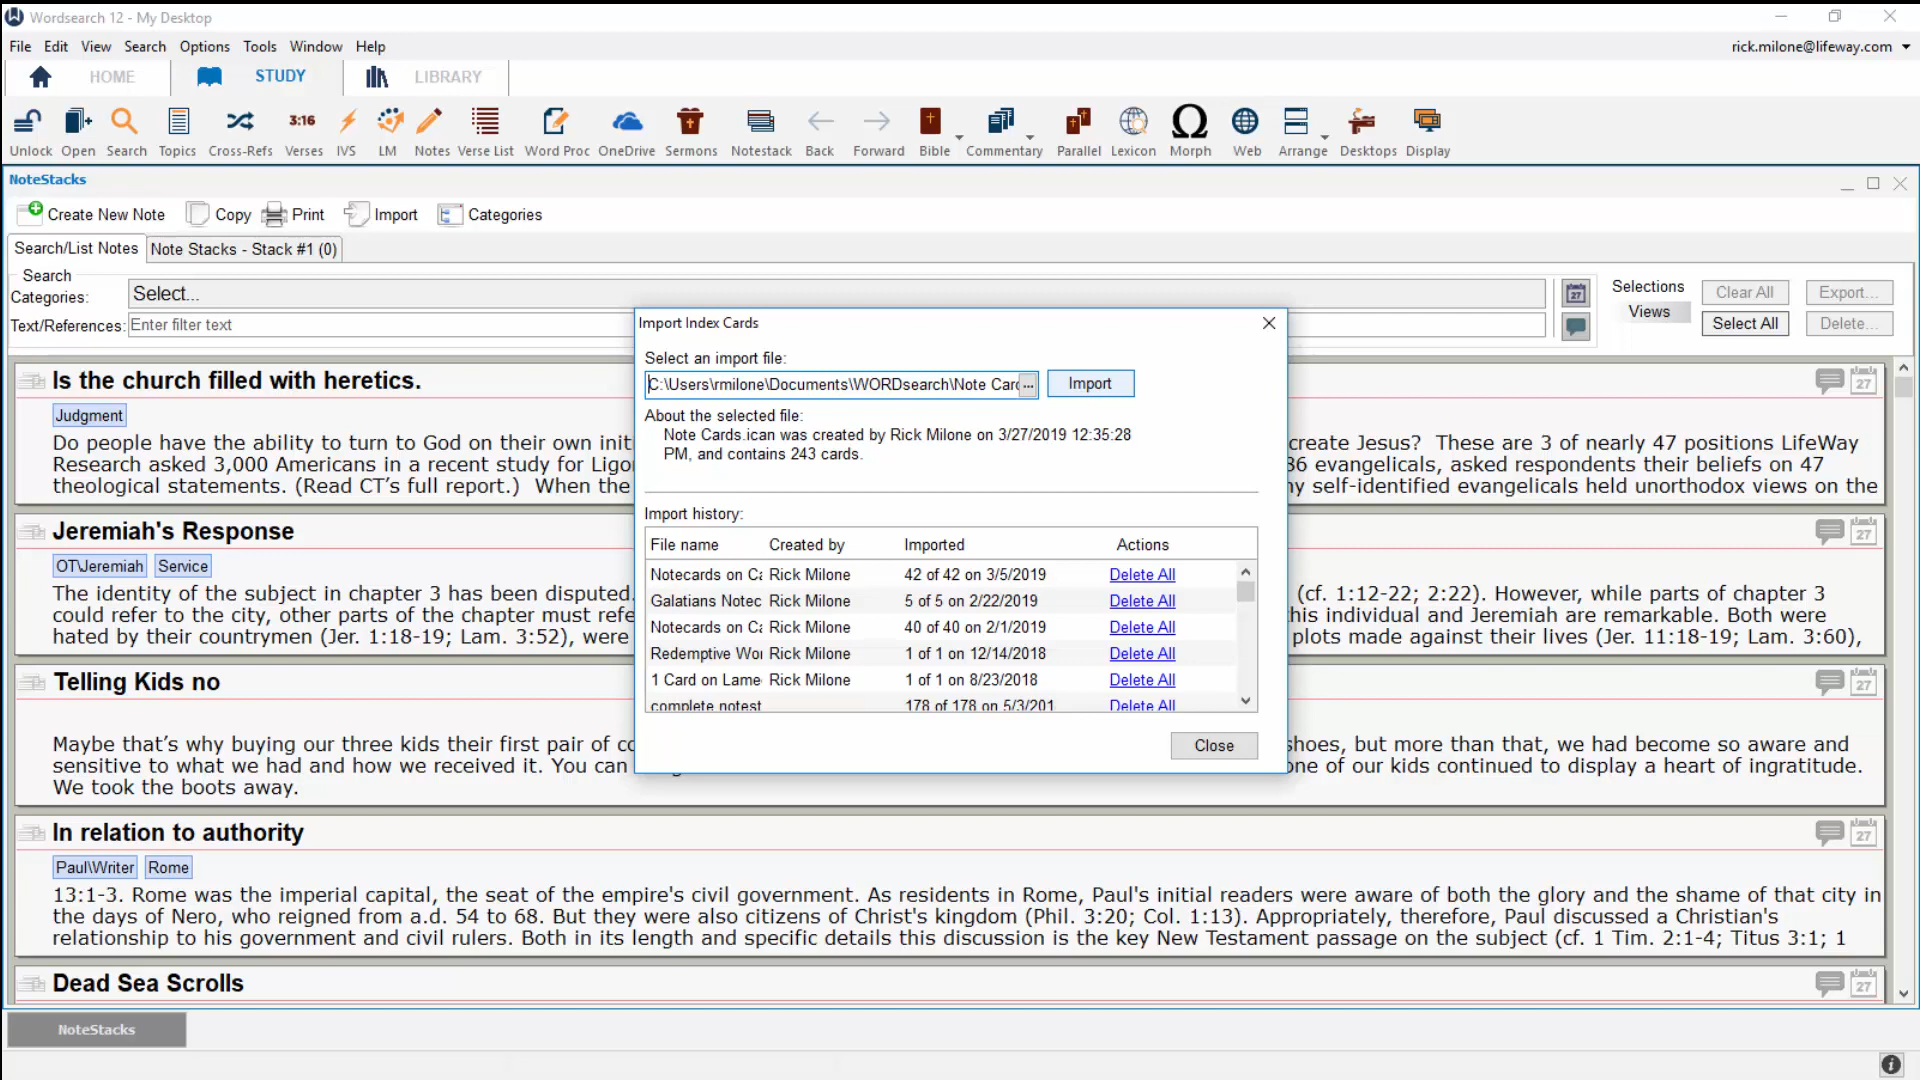 Wordsearch 12 - My Desktop
File Edit View Search Options Tools Window Help
rick.milone@lifeway.com
HOME STUDY LIBRARY
3:16
Unlock Open Search Topics Cross-Refs Verses IVS LM Notes Verse List Word Proc OneDrive Sermons Notestack Back Forward Bible Commentary Parallel Lexicon Morph Web Arrange Desktops Display
NoteStacks
Create New Note Copy Print Import Categories
Search/List Notes Note Stacks - Stack #1 (0)
Search
Categories: Select...
Text/References: Enter filter text
27
Selections Clear All Export...
Views Select All Delete...
Import Index Cards
Select an import file:
C:\Users\rmilone\Documents\WORDsearch\Note Carc ... Import
About the selected file:
Note Cards.ican was created by Rick Milone on 3/27/2019 12:35:28
PM, and contains 243 cards.
Import history:
File name Created by Imported Actions
Notecards on Ca Rick Milone 42 of 42 on 3/5/2019 Delete All
Galatians Notec Rick Milone 5 of 5 on 2/22/2019 Delete All
Notecards on Ca Rick Milone 40 of 40 on 2/1/2019 Delete All
Redemptive Wor Rick Milone 1 of 1 on 12/14/2018 Delete All
1 Card on Lame Rick Milone 1 of 1 on 8/23/2018 Delete All
complete notest 178 of 178 on 5/3/201 Delete All
Close
Is the church filled with heretics. 27
Judgment
Do people have the ability to turn to God on their own init create Jesus? These are 3 of nearly 47 positions LifeWay
Research asked 3,000 Americans in a recent study for Ligor 36 evangelicals, asked respondents their beliefs on 47
theological statements. (Read CT's full report.) When the ny self-identified evangelicals held unorthodox views on the
Jeremiah's Response 27
OT\Jeremiah Service
The identity of the subject in chapter 3 has been disputed. (cf. 1:12-22; 2:22). However, while parts of chapter 3
could refer to the city, other parts of the chapter must refe his individual and Jeremiah are remarkable. Both were
hated by their countrymen (Jer. 1:18-19; Lam. 3:52), were plots made against their lives (Jer. 11:18-19; Lam. 3:60),
Telling Kids no 27
Maybe that's why buying our three kids their first pair of co shoes, but more than that, we had become so aware and
sensitive to what we had and how we received it. You can one of our kids continued to display a heart of ingratitude.
We took the boots away.
In relation to authority 27
Paul\Writer Rome
13:1-3. Rome was the imperial capital, the seat of the empire's civil government. As residents in Rome, Paul's initial readers were aware of both the glory and the shame of that city in
the days of Nero, who reigned from a.d. 54 to 68. But they were also citizens of Christ's kingdom (Phil. 3:20; Col. 1:13). Appropriately, therefore, Paul discussed a Christian's
relationship to his government and civil rulers. Both in its length and specific details this discussion is the key New Testament passage on the subject (cf. 1 Tim. 2:1-4; Titus 3:1; 1
Dead Sea Scrolls 27
NoteStacks